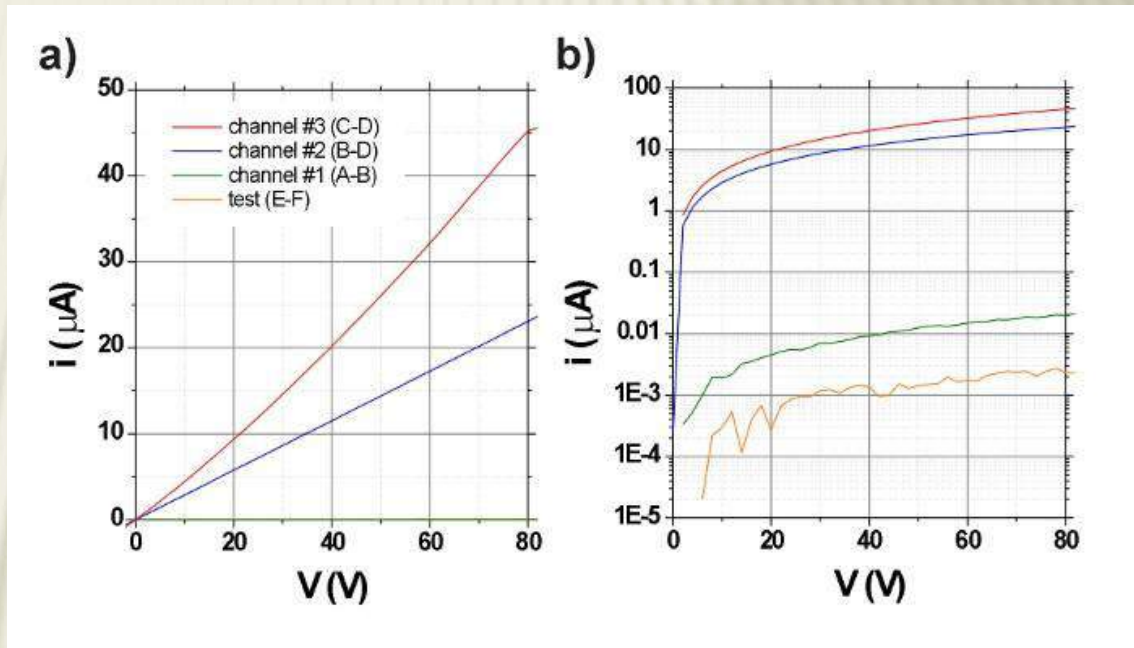 a)
50
40
30
20
10
0
0 20 40 60 80
i (µA)
V (V)
channel #3 (C-D)
channel #2 (B-D)
channel #1 (A-B)
test (E-F)
b)
100
10
1
0.1
0.01
1E-3
1E-4
1E-5
0 20 40 60 80
i (µA)
V (V)